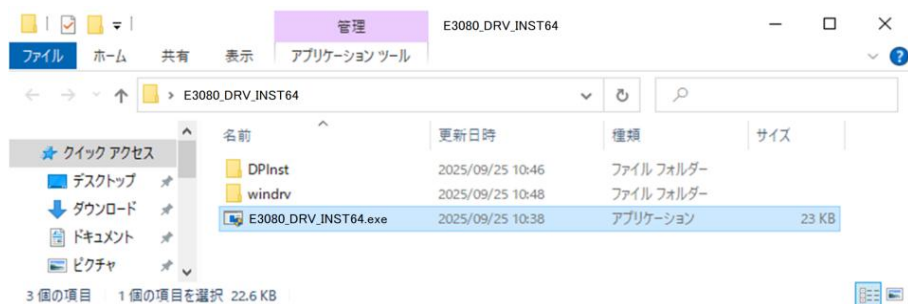 管理
E3080_DRV_INST64
ファイル ホーム 共有 表示 アプリケーション ツール
E3080_DRV_INST64
名前 更新日時 種類 サイズ
クイック アクセス
DPInst 2025/09/25 10:46 ファイル フォルダー
デスクトップ
windrv 2025/09/25 10:48 ファイル フォルダー
ダウンロード
E3080_DRV_INST64.exe 2025/09/25 10:38 アプリケーション 23 KB
ドキュメント
ピクチャ
3 個の項目 1 個の項目を選択 22.6 KB